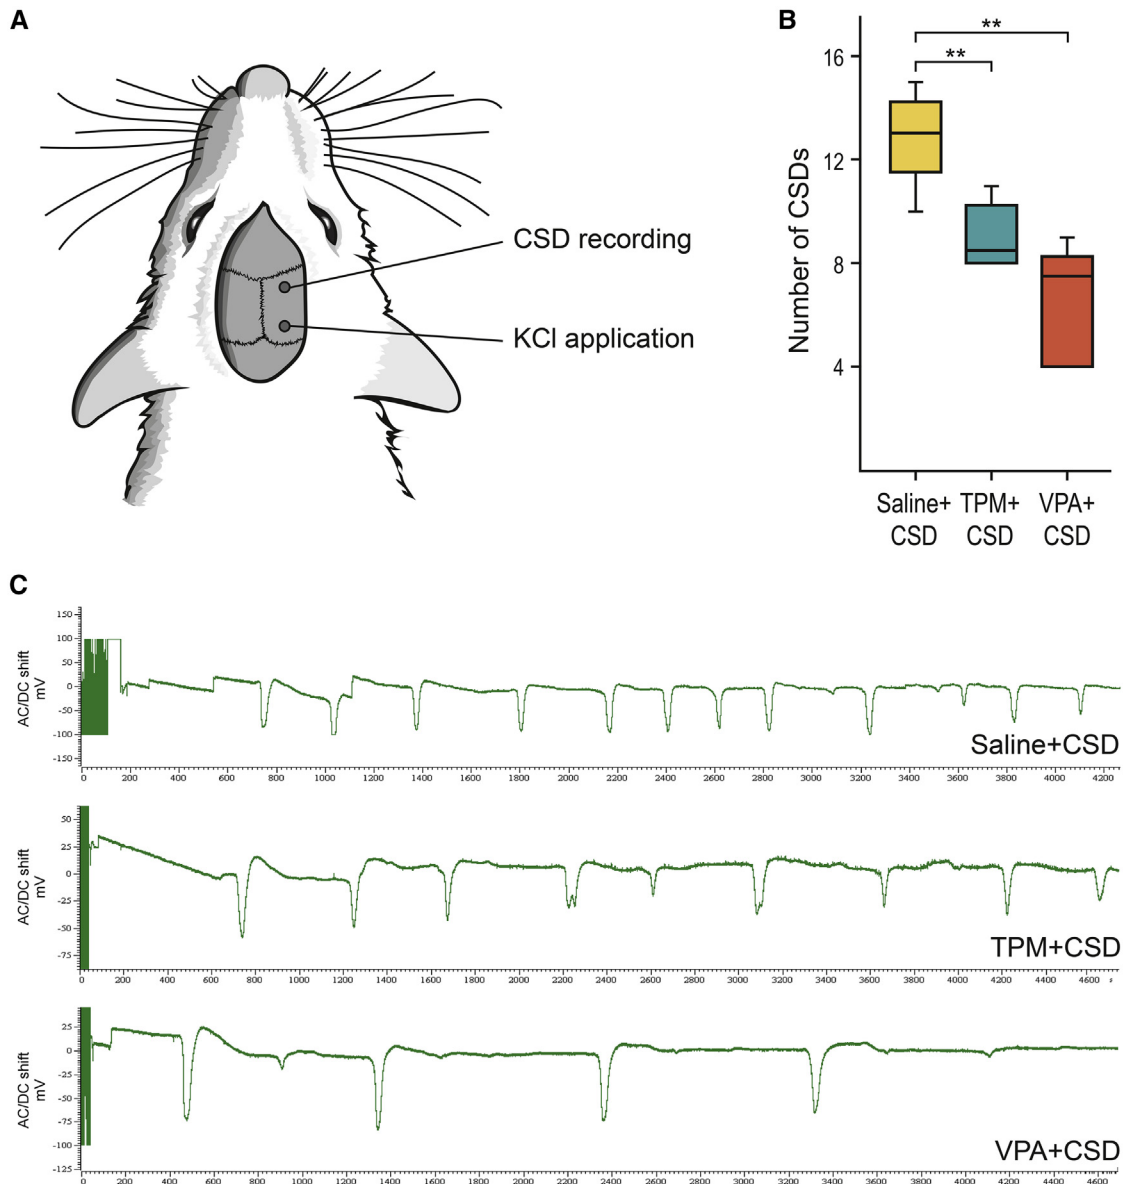 A
CSD recording
KCl application
B
Number of CSDs
16
12
8
4
**
**
Saline+
CSD
TPM+
CSD
VPA+
CSD
C
AC/DC shift
mV
150
100
50
0
-50
-100
-150
Saline+CSD
0 200 400 600 800 1000 1200 1400 1600 1800 2000 2200 2400 2600 2800 3000 3200 3400 3600 3800 4000 4200
AC/DC shift
mV
50
25
0
-25
-50
-75
TPM+CSD
0 200 400 600 800 1000 1200 1400 1600 1800 2000 2200 2400 2600 2800 3000 3200 3400 3600 3800 4000 4200 4400 4600 s
AC/DC shift
mV
25
0
-25
-50
-75
-100
-125
VPA+CSD
0 200 400 600 800 1000 1200 1400 1600 1800 2000 2200 2400 2600 2800 3000 3200 3400 3600 3800 4000 4200 4400 4600